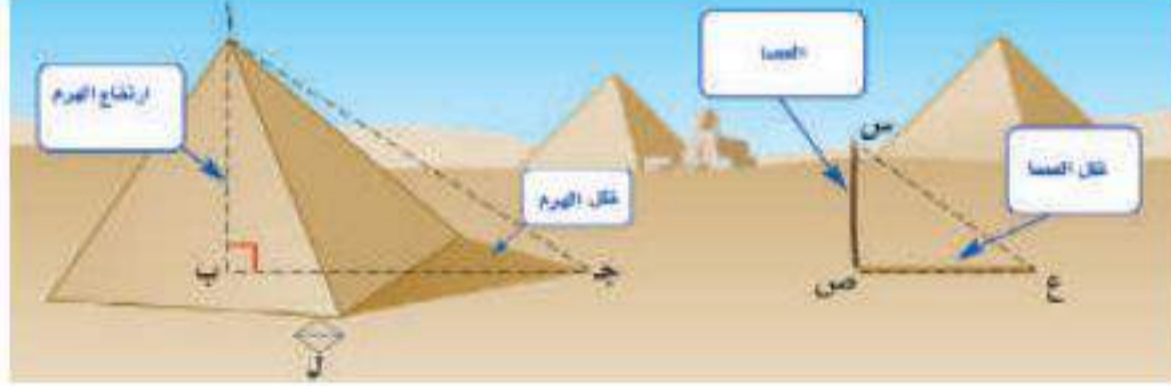 أ
ارتفاع الهرم
ظل الهرم
ب
جـ
ل
العصا
س
ظل العصا
ص
ع